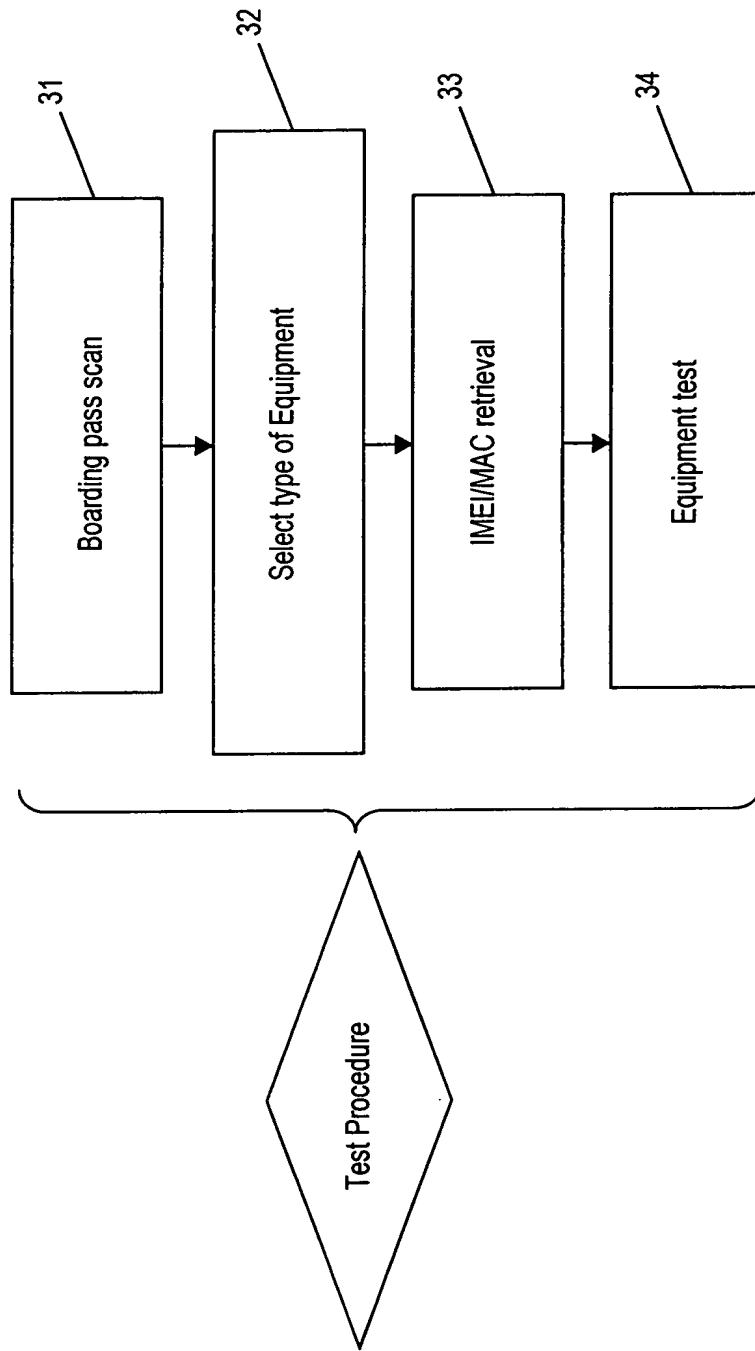 Test Procedure
Boarding pass scan
31
Select type of Equipment
32
IMEI/MAC retrieval
33
Equipment test
34